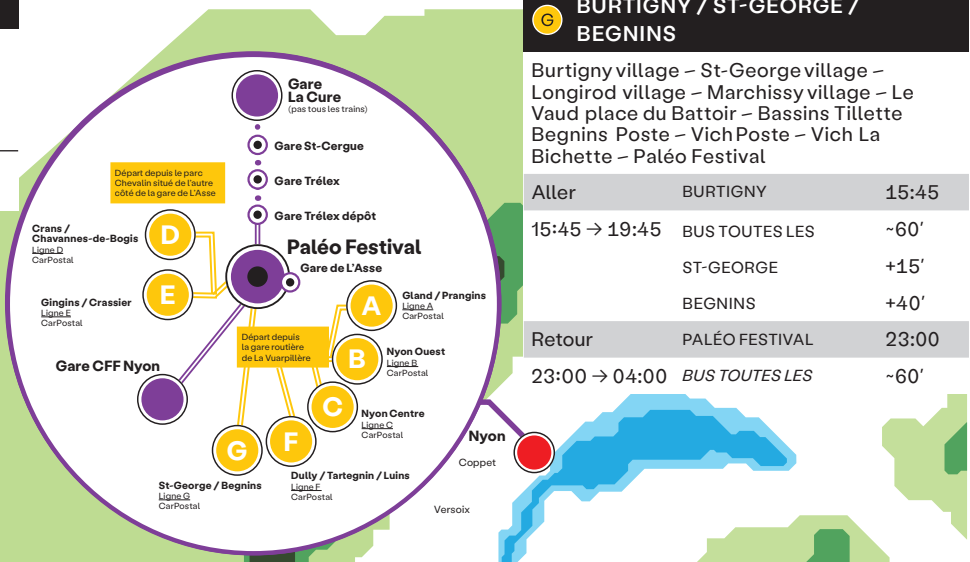 Gare
La Cure
(pas tous les trains)
Gare St-Cergue
Gare Trélex
Gare Trélex dépôt
Départ depuis le parc
Chevalin situé de l'autre
côté de la gare de L'Asse
D
Crans /
Chavannes-de-Bogis
Ligne D
CarPostal
Paléo Festival
Gare de L'Asse
E
Gingins / Crassier
Ligne E
CarPostal
A
Gland / Prangins
Ligne A
CarPostal
Départ depuis
la gare routière
de La Vuarpillière
B
Nyon Ouest
Ligne B
CarPostal
Gare CFF Nyon
C
Nyon Centre
Ligne C
CarPostal
G
F
St-George / Begnins
Ligne G
CarPostal
Dully / Tartegnin / Luins
Ligne F
CarPostal
Nyon
Coppet
Versoix
G
BURTIGNY / ST-GEORGE /
BEGNINS
Burtigny village – St-George village –
Longirod village – Marchissy village – Le
Vaud place du Battoir – Bassins Tillette
Begnins Poste – Vich Poste – Vich La
Bichette – Paléo Festival
Aller BURTIGNY 15:45
15:45 → 19:45 BUS TOUTES LES ~60'
ST-GEORGE +15'
BEGNINS +40'
Retour PALÉO FESTIVAL 23:00
23:00 → 04:00 BUS TOUTES LES ~60'